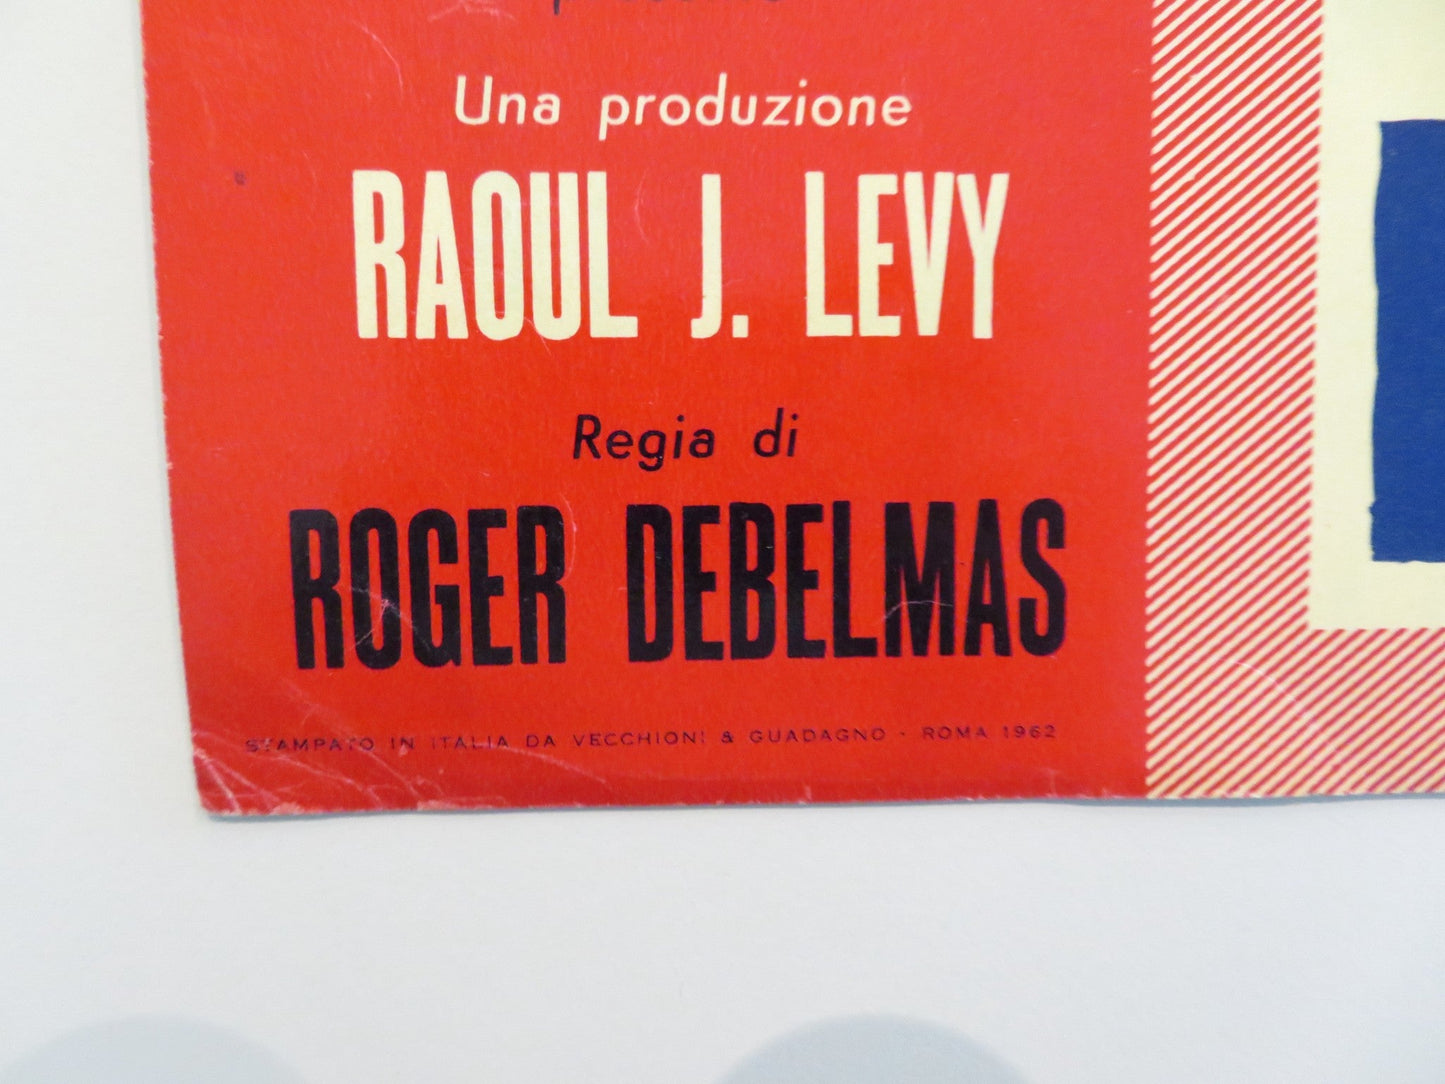 Una produzione
RAOUL J. LEVY
Regia di
ROGER DEBELMAS
STAMPATO IN ITALIA DA VECCHIONI & GUADAGNO - ROMA 1962